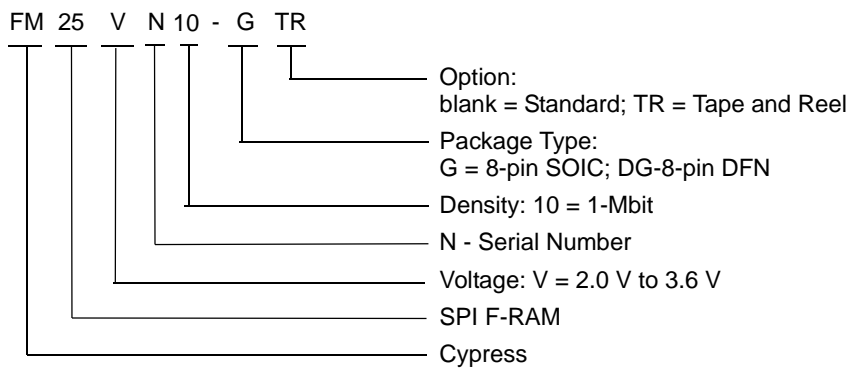 FM 25 V N 10 - G TR
Option:
blank = Standard; TR = Tape and Reel
Package Type:
G = 8-pin SOIC; DG-8-pin DFN
Density: 10 = 1-Mbit
N - Serial Number
Voltage: V = 2.0 V to 3.6 V
SPI F-RAM
Cypress